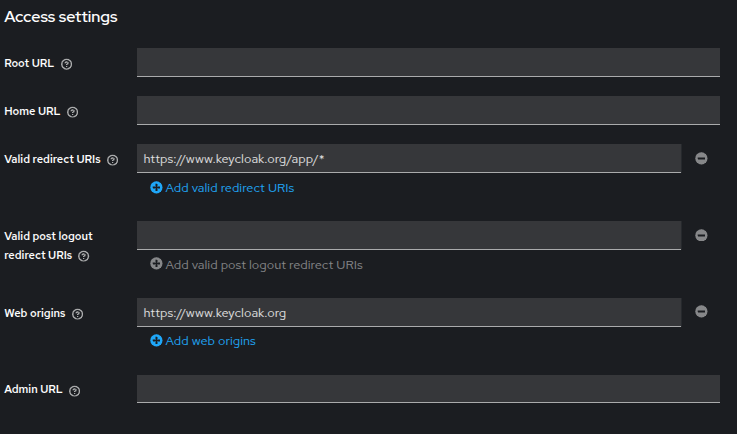 Access settings
Root URL
Home URL
Valid redirect URIs
https://www.keycloak.org/app/*
Add valid redirect URIs
Valid post logout
redirect URIs
Add valid post logout redirect URIs
Web origins
https://www.keycloak.org
Add web origins
Admin URL